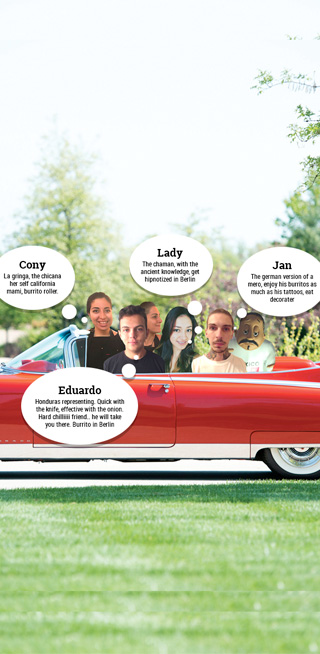 Cony
La gringa, the chicana
her self california
mami, burrito roller.
Lady
The chaman, with the
ancient knowledge, get
hipnotized in Berlin
Jan
The german version of a
mero, enjoy his burritos as
much as his tattoos, eat
decorater
Eduardo
Honduras representing. Quick with
the knife, effective with the onion.
Hard chilliiiii friend.. he will take
you there. Burrito in Berlin